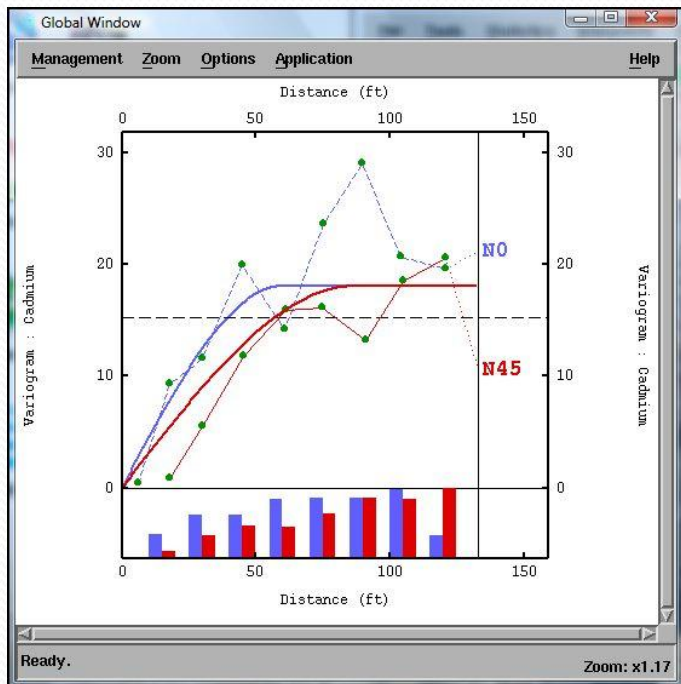 Global Window
Management Zoom Options Application Help
Distance (ft)
0 50 100 150
30 30
20 20
10 10
0 0
Variogram : Cadmium
Variogram : Cadmium
N0
N45
0 50 100 150
Distance (ft)
Ready. Zoom: x1.17